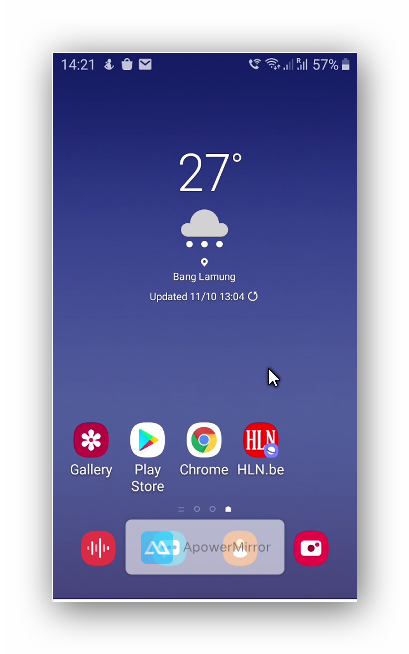 14:21
R
57%
27°
Bang Lamung
Updated 11/10 13:04
Gallery
Play
Store
Chrome
HLN
HLN.be
ApowerMirror